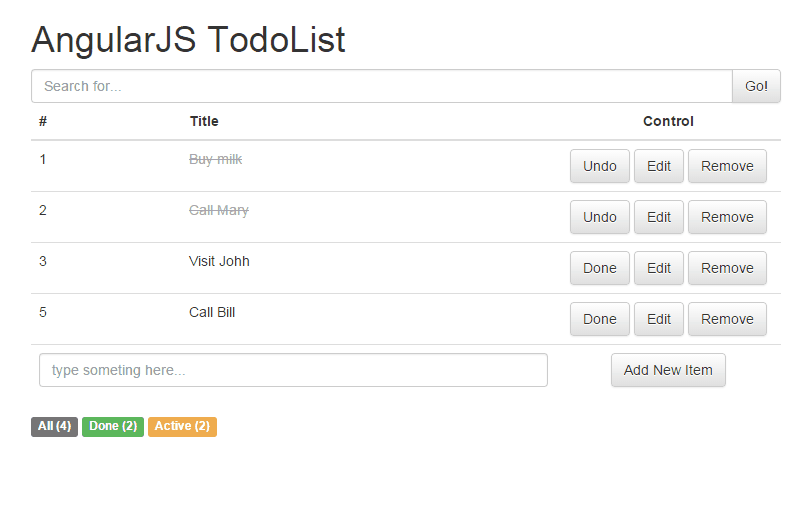 AngularJS TodoList
Search for... Go!
# Title Control
1 Buy milk Undo Edit Remove
2 Call Mary Undo Edit Remove
3 Visit Johh Done Edit Remove
5 Call Bill Done Edit Remove
type someting here... Add New Item
All (4) Done (2) Active (2)